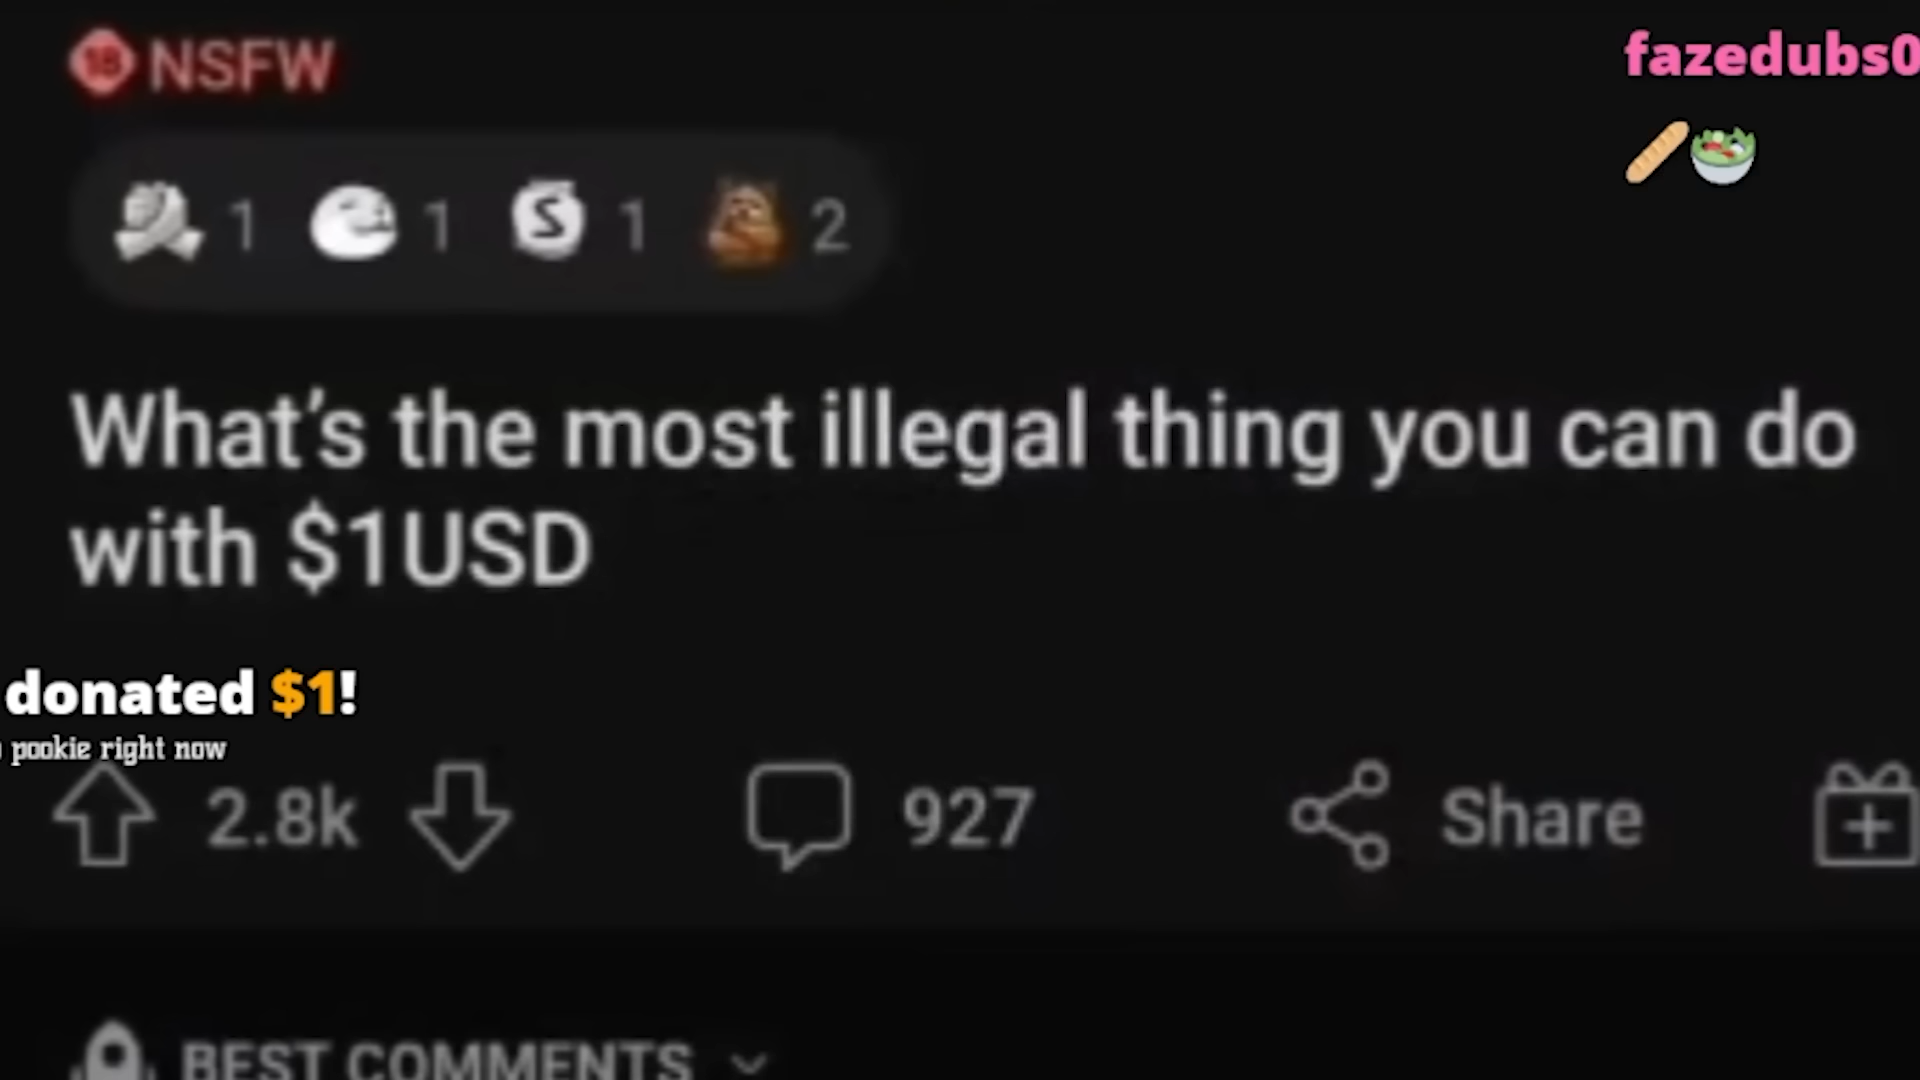 18 NSFW
fazedubs0
1 1 S 1 2
What's the most illegal thing you can do
with $1USD
donated $1!
pookie right now
2.8k 927 Share
BEST COMMENTS